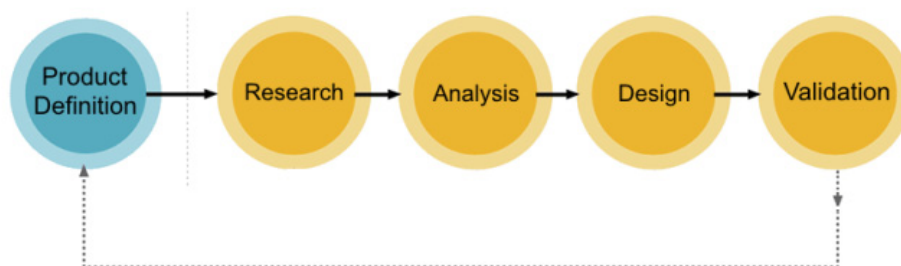 Product
Definition
Research
Analysis
Design
Validation